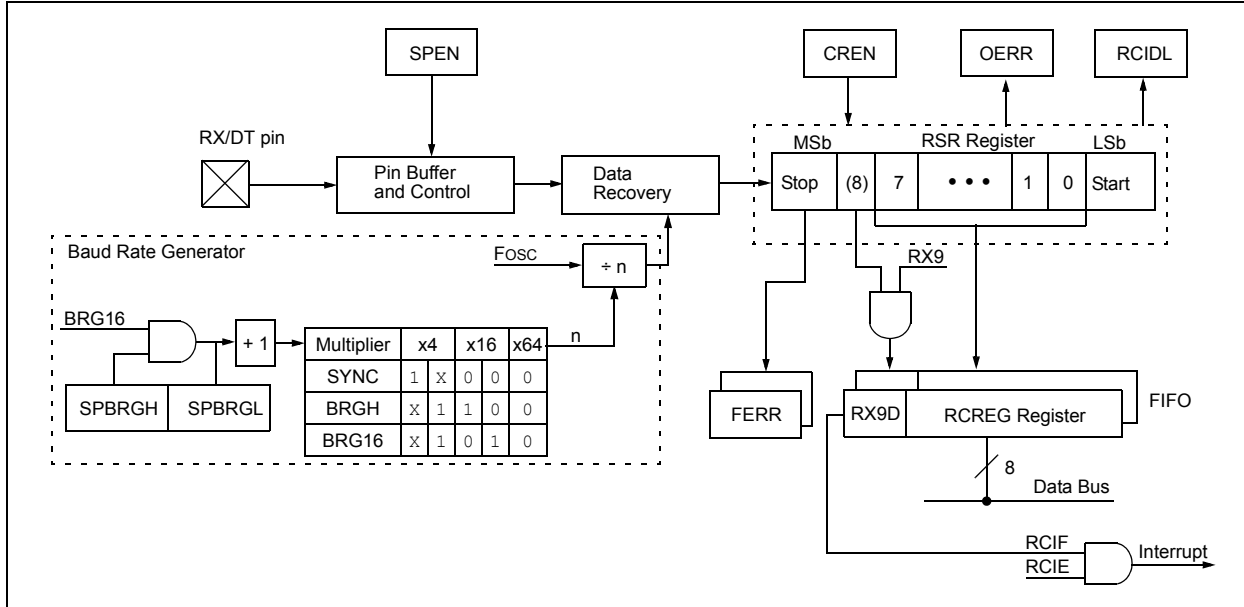 SPEN
CREN
OERR
RCIDL
RX/DT pin
MSb
RSR Register
LSb
Pin Buffer
and Control
Data
Recovery
Stop (8) 7 • • • 1 0 Start
Baud Rate Generator
FOSC
÷ n
RX9
BRG16
+ 1
n
Multiplier x4 x16 x64
SYNC 1 X 0 0 0
BRGH X 1 1 0 0
BRG16 X 1 0 1 0
SPBRGH SPBRGL
FERR
RX9D
RCREG Register
FIFO
8
Data Bus
RCIF
RCIE
Interrupt